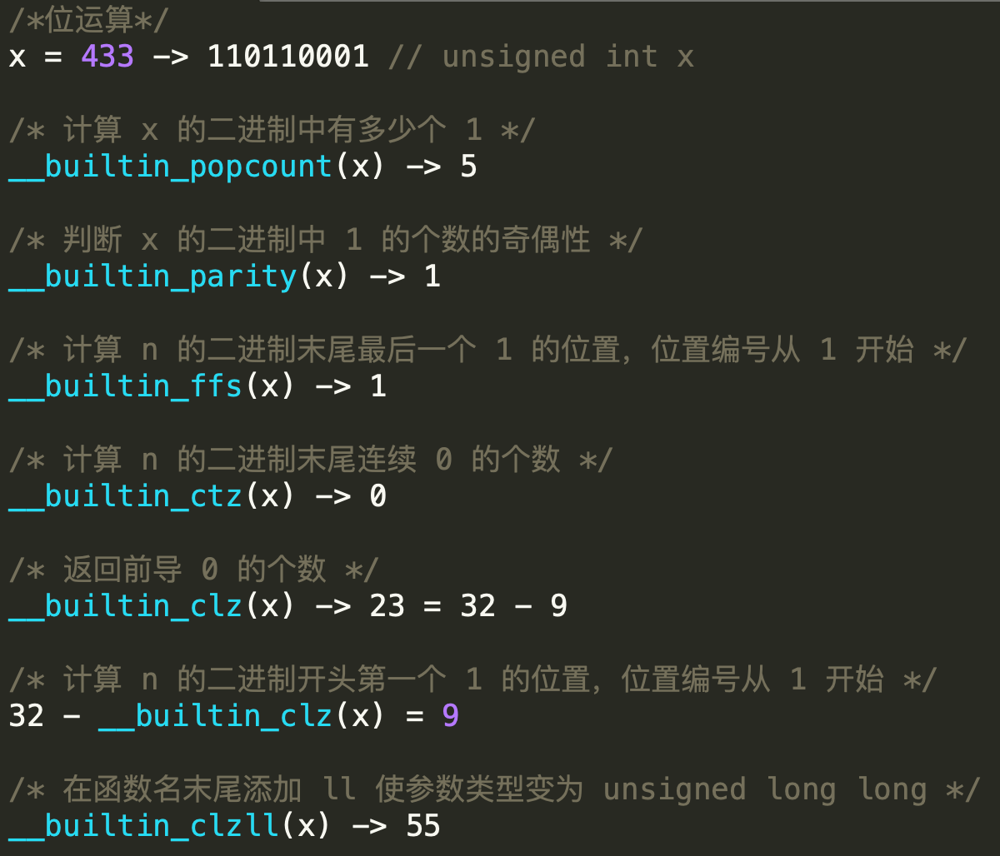 /*位运算*/
x = 433 -> 110110001 // unsigned int x
/* 计算 x 的二进制中有多少个 1 */
__builtin_popcount(x) -> 5
/* 判断 x 的二进制中 1 的个数的奇偶性 */
__builtin_parity(x) -> 1
/* 计算 n 的二进制末尾最后一个 1 的位置，位置编号从 1 开始 */
__builtin_ffs(x) -> 1
/* 计算 n 的二进制末尾连续 0 的个数 */
__builtin_ctz(x) -> 0
/* 返回前导 0 的个数 */
__builtin_clz(x) -> 23 = 32 - 9
/* 计算 n 的二进制开头第一个 1 的位置，位置编号从 1 开始 */
32 - __builtin_clz(x) = 9
/* 在函数名末尾添加 ll 使参数类型变为 unsigned long long */
__builtin_clzll(x) -> 55